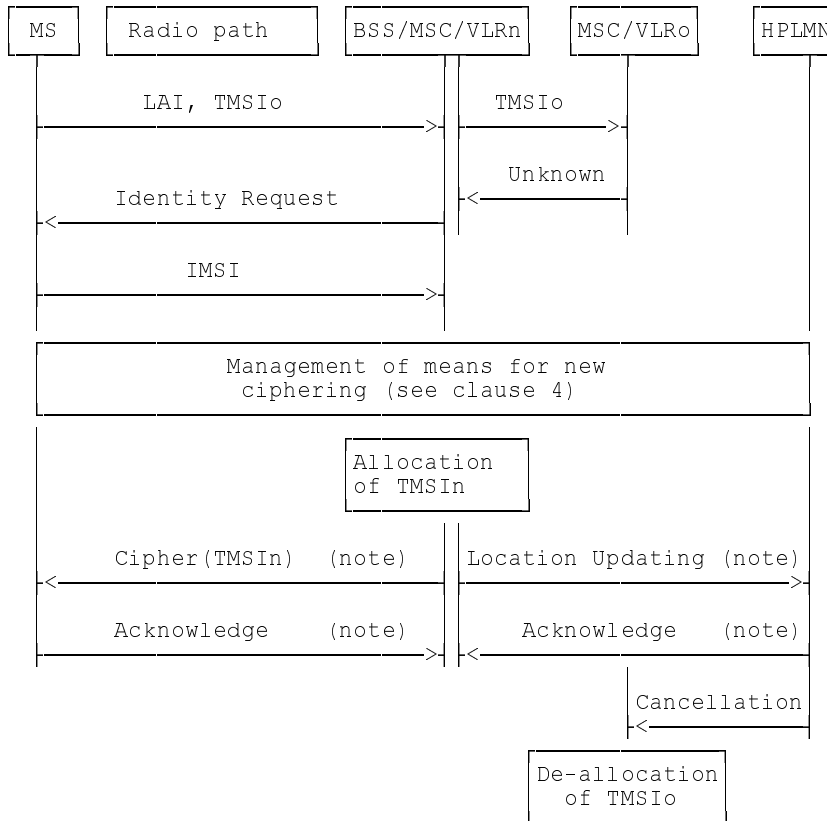 MS
Radio path
BSS/MSC/VLRn
MSC/VLRo
HPLMN
LAI, TMSIo
TMSIo
Unknown
Identity Request
IMSI
Management of means for new
ciphering (see clause 4)
Allocation
of TMSIn
Cipher(TMSIn) (note)
Location Updating (note)
Acknowledge (note)
Acknowledge (note)
Cancellation
De-allocation
of TMSIo